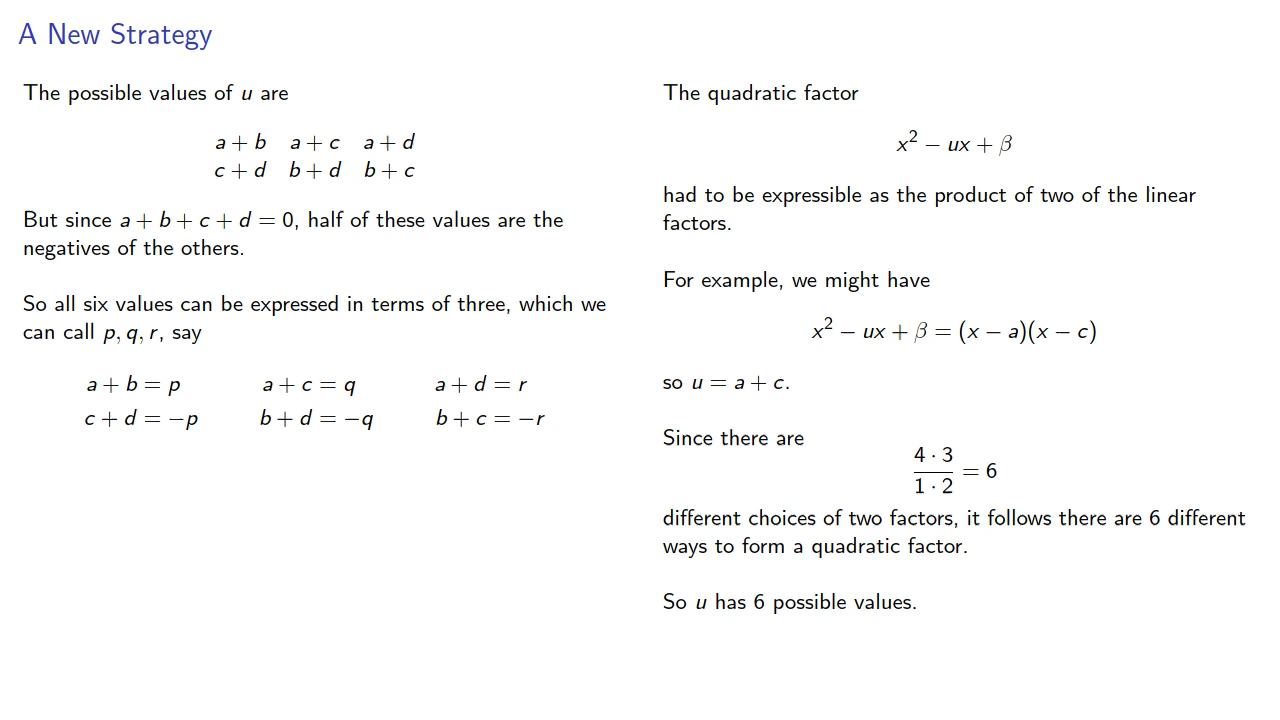 A New Strategy
The possible values of u are
a + b  a + c  a + d
c + d  b + d  b + c
But since a + b + c + d = 0, half of these values are the
negatives of the others.
So all six values can be expressed in terms of three, which we
can call p, q, r, say
a + b = p  a + c = q  a + d = r
c + d = −p  b + d = −q  b + c = −r
The quadratic factor
x² − ux + β
had to be expressible as the product of two of the linear
factors.
For example, we might have
x² − ux + β = (x − a)(x − c)
so u = a + c.
Since there are
4 · 3
——— = 6
1 · 2
different choices of two factors, it follows there are 6 different
ways to form a quadratic factor.
So u has 6 possible values.